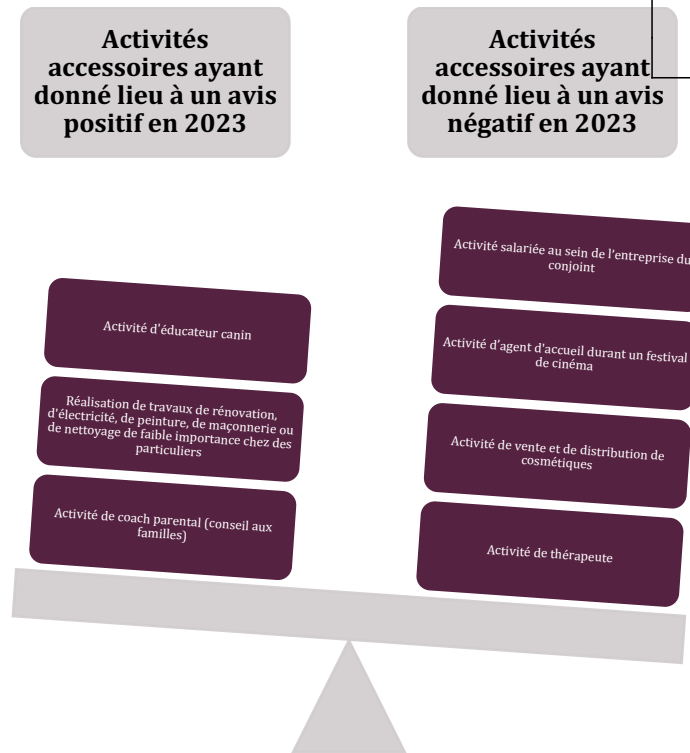 Activités
accessoires ayant
donné lieu à un avis
positif en 2023
Activités
accessoires ayant
donné lieu à un avis
négatif en 2023
Activité d'éducateur canin
Réalisation de travaux de rénovation,
d'électricité, de peinture, de maçonnerie ou
de nettoyage de faible importance chez des
particuliers
Activité de coach parental (conseil aux
familles)
Activité salariée au sein de l'entreprise du
conjoint
Activité d'agent d'accueil durant un festival
de cinéma
Activité de vente et de distribution de
cosmétiques
Activité de thérapeute